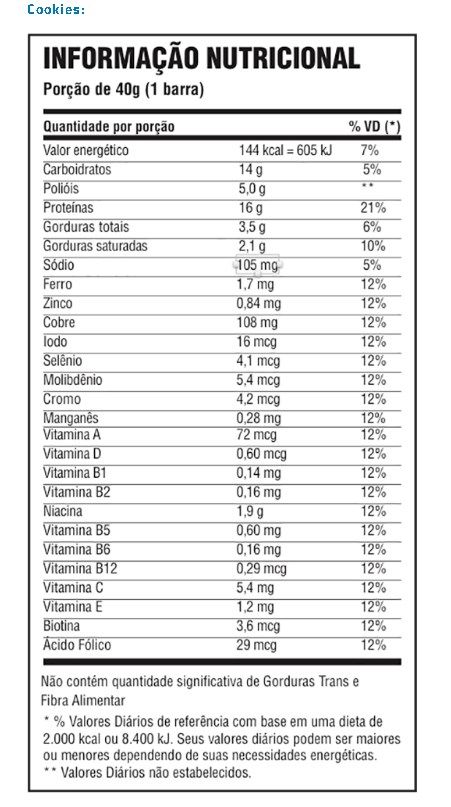 Cookies:
INFORMAÇÃO NUTRICIONAL
Porção de 40g (1 barra)
Quantidade por porção % VD (*)
Valor energético 144 kcal = 605 kJ 7%
Carboidratos 14 g 5%
Polióis 5,0 g **
Proteínas 16 g 21%
Gorduras totais 3,5 g 6%
Gorduras saturadas 2,1 g 10%
Sódio 105 mg 5%
Ferro 1,7 mg 12%
Zinco 0,84 mg 12%
Cobre 108 mg 12%
Iodo 16 mcg 12%
Selênio 4,1 mcg 12%
Molibdênio 5,4 mcg 12%
Cromo 4,2 mcg 12%
Manganês 0,28 mg 12%
Vitamina A 72 mcg 12%
Vitamina D 0,60 mcg 12%
Vitamina B1 0,14 mg 12%
Vitamina B2 0,16 mg 12%
Niacina 1,9 g 12%
Vitamina B5 0,60 mg 12%
Vitamina B6 0,16 mg 12%
Vitamina B12 0,29 mcg 12%
Vitamina C 5,4 mg 12%
Vitamina E 1,2 mg 12%
Biotina 3,6 mcg 12%
Ácido Fólico 29 mcg 12%
Não contém quantidade significativa de Gorduras Trans e
Fibra Alimentar
* % Valores Diários de referência com base em uma dieta de
2.000 kcal ou 8.400 kJ. Seus valores diários podem ser maiores
ou menores dependendo de suas necessidades energéticas.
** Valores Diários não estabelecidos.